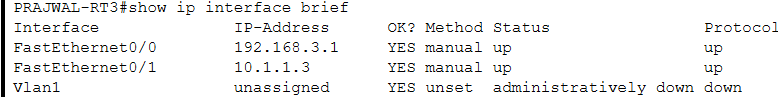 PRAJWAL-RT3#show ip interface brief
Interface IP-Address OK? Method Status Protocol
FastEthernet0/0 192.168.3.1 YES manual up up
FastEthernet0/1 10.1.1.3 YES manual up up
Vlan1 unassigned YES unset administratively down down